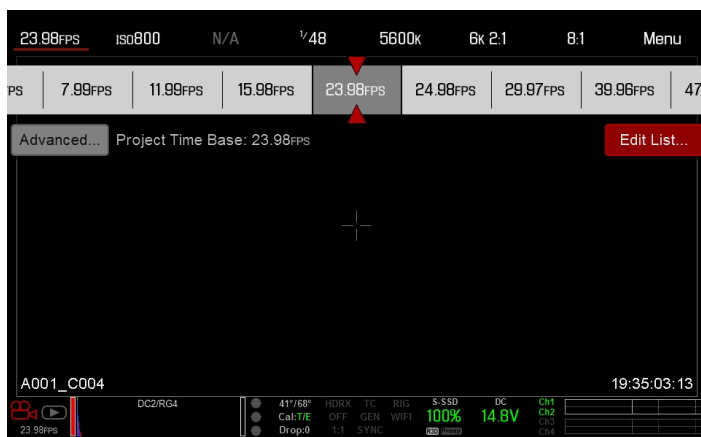 23.98FPS ISO800 N/A 1/48 5600K 6K 2:1 8:1 Menu
PS 7.99FPS 11.99FPS 15.98FPS 23.98FPS 24.98FPS 29.97FPS 39.96FPS 47
Advanced... Project Time Base: 23.98FPS Edit List...
A001_C004 19:35:03:13
DC2/RG4 41°/68° HDRX TC RIG S-SSD DC Ch1
Cal:T/E OFF GEN WIFI 100% 14.8V Ch2
23.98FPS Drop:0 1:1 SYNC R3D Proxy Ch3
Ch4